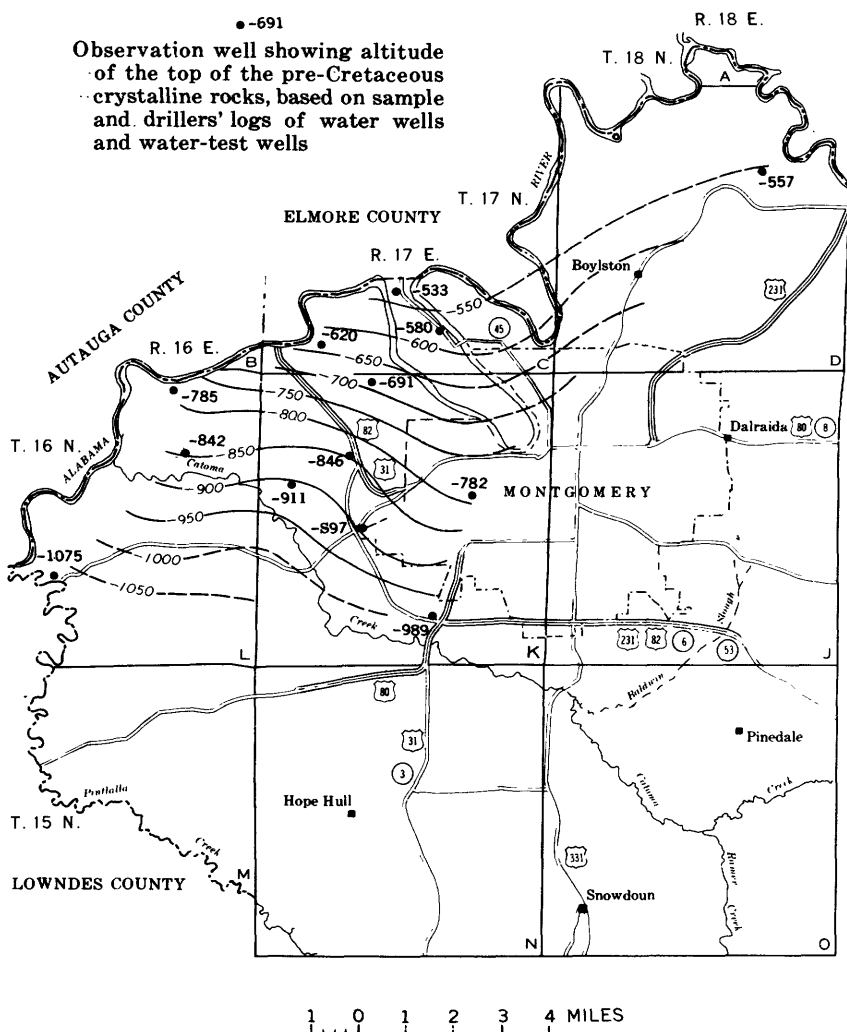 -691
Observation well showing altitude
of the top of the pre-Cretaceous
crystalline rocks, based on sample
and drillers' logs of water wells
and water-test wells
R. 18 E.
T. 18 N.
A
-557
RIVER
T. 17 N.
ELMORE COUNTY
R. 17 E.
Boylston
231
-533
-550
AUTAUGA COUNTY
-580
45
600
-620
R. 16 E.
650
B
C
D
700
-691
-785
750
-800
82
Dalraida
80
8
T. 16 N.
ALABAMA
-842
-850
Catoma
-846
31
-782
-900
-911
MONTGOMERY
-950
-S97
-1000
-1075
-1050
Slough
Creek
-989
231
82
6
53
L
K
J
80
Baldwin
31
Pinedale
3
Pintlalla
Catoma
Creek
Hope Hull
T. 15 N.
Creek
331
Ramer
Creek
LOWNDES COUNTY
M
Snowdoun
N
O
1 0 1 2 3 4 MILES